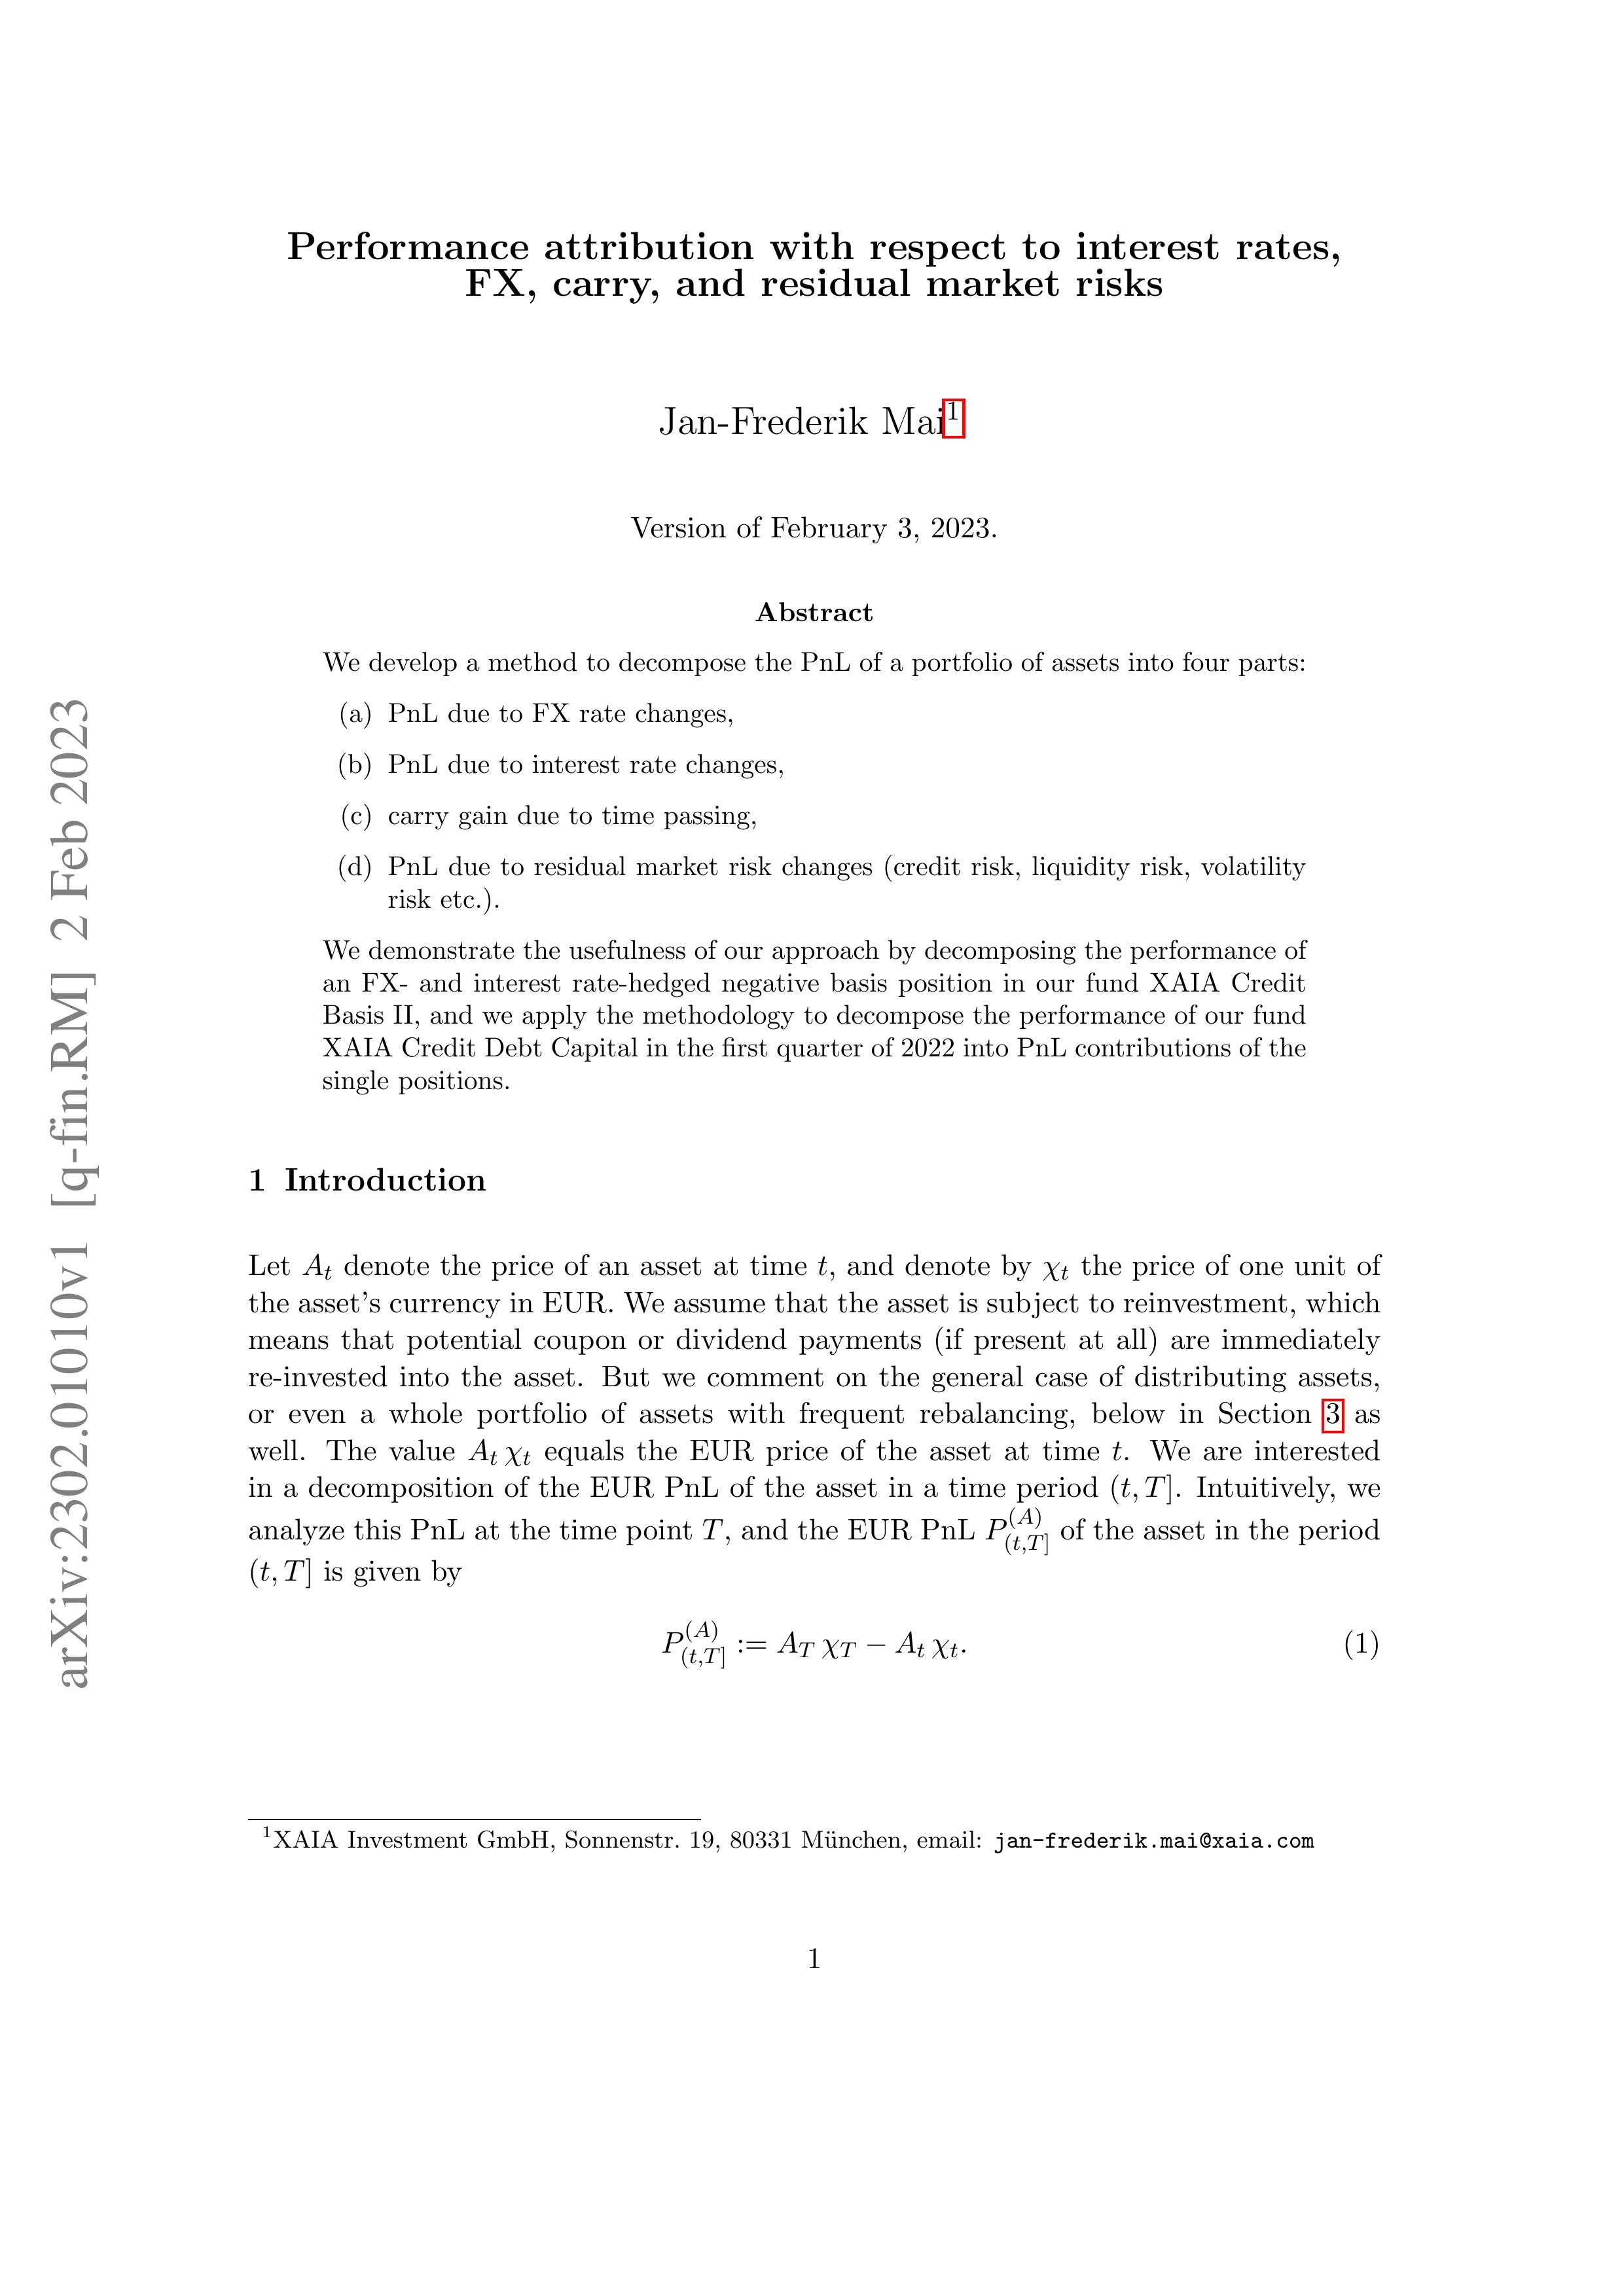 Performance attribution with respect to interest rates,
FX, carry, and residual market risks
Jan-Frederik Mai¹
Version of February 3, 2023.
Abstract
We develop a method to decompose the PnL of a portfolio of assets into four parts:
(a) PnL due to FX rate changes,
(b) PnL due to interest rate changes,
(c) carry gain due to time passing,
(d) PnL due to residual market risk changes (credit risk, liquidity risk, volatility
risk etc.).
We demonstrate the usefulness of our approach by decomposing the performance of
an FX- and interest rate-hedged negative basis position in our fund XAIA Credit
Basis II, and we apply the methodology to decompose the performance of our fund
XAIA Credit Debt Capital in the first quarter of 2022 into PnL contributions of the
single positions.
1 Introduction
Let $A_t$ denote the price of an asset at time $t$, and denote by $\chi_t$ the price of one unit of
the asset's currency in EUR. We assume that the asset is subject to reinvestment, which
means that potential coupon or dividend payments (if present at all) are immediately
re-invested into the asset. But we comment on the general case of distributing assets,
or even a whole portfolio of assets with frequent rebalancing, below in Section 3 as
well. The value $A_t \, \chi_t$ equals the EUR price of the asset at time $t$. We are interested
in a decomposition of the EUR PnL of the asset in a time period $(t, T]$. Intuitively, we
analyze this PnL at the time point $T$, and the EUR PnL $P^{(A)}_{(t,T]}$ of the asset in the period
$(t, T]$ is given by
$P^{(A)}_{(t,T]} := A_T \, \chi_T - A_t \, \chi_t.$ (1)
¹XAIA Investment GmbH, Sonnenstr. 19, 80331 München, email: jan-frederik.mai@xaia.com
1
arXiv:2302.01010v1 [q-fin.RM] 2 Feb 2023